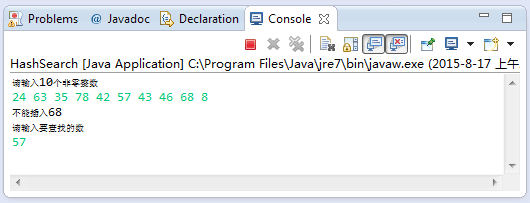 Problems @ Javadoc Declaration Console
HashSearch [Java Application] C:\Program Files\Java\jre7\bin\javaw.exe (2015-8-17 上午
请输入10个非零整数
24 63 35 78 42 57 43 46 68 8
不能插入68
请输入要查找的数
57